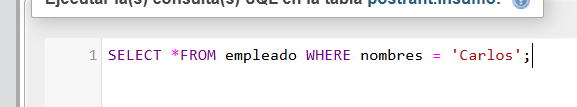 Ejecutar la(s) consulta(s) SQL en la tabla postrant.insumo:
1 SELECT *FROM empleado WHERE nombres = 'Carlos';